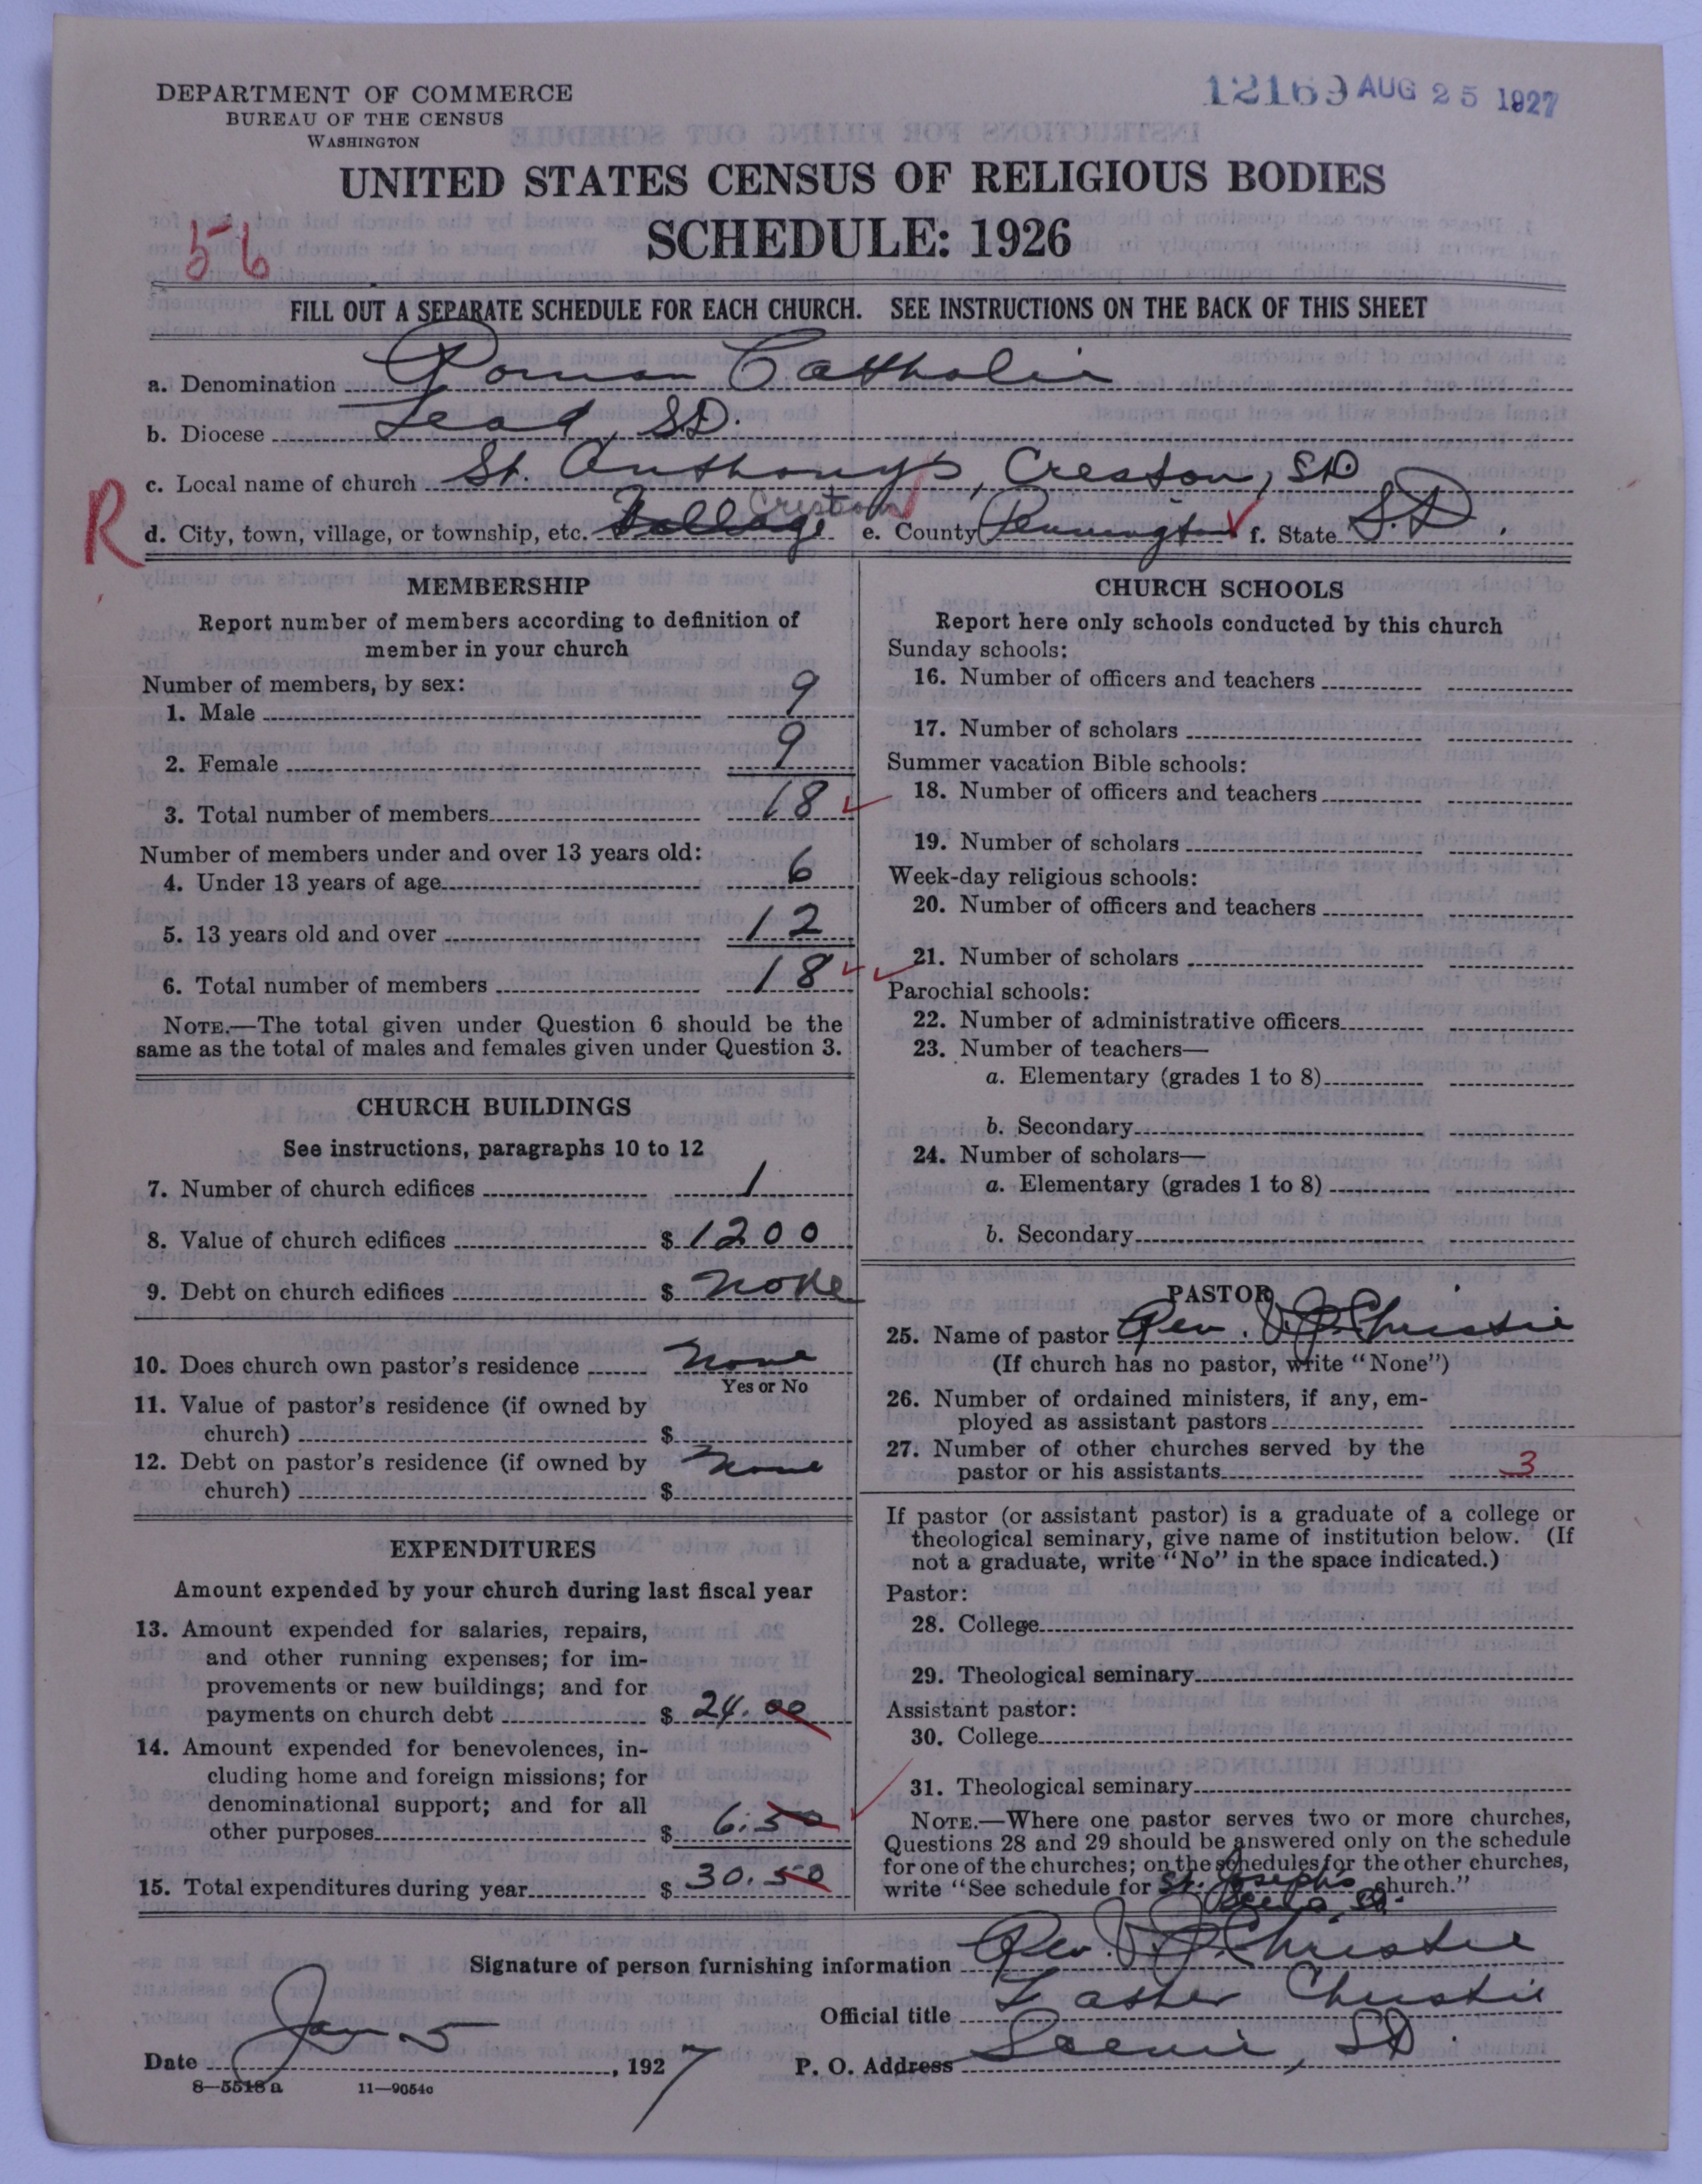 12169 AUG 25 1927
DEPARTMENT OF COMMERCE
BUREAU OF THE CENSUS
WASHINGTON
UNITED STATES CENSUS OF RELIGIOUS BODIES
SCHEDULE: 1926
56
FILL OUT A SEPARATE SCHEDULE FOR EACH CHURCH. SEE INSTRUCTIONS ON THE BACK OF THIS SHEET
a. Denomination Roman Catholic
b. Diocese Lead, S.D.
c. Local name of church St. Anthony's, Creston, SD
R
d. City, town, village, or township, etc. Village Creston e. County Pennington f. State S.D.
MEMBERSHIP
Report number of members according to definition of
member in your church
Number of members, by sex:
1. Male 9
2. Female 9
3. Total number of members 18
Number of members under and over 13 years old:
4. Under 13 years of age 6
5. 13 years old and over 12
6. Total number of members 18
NOTE.—The total given under Question 6 should be the
same as the total of males and females given under Question 3.
CHURCH BUILDINGS
See instructions, paragraphs 10 to 12
7. Number of church edifices 1
8. Value of church edifices $ 1200
9. Debt on church edifices $ None
10. Does church own pastor's residence None
Yes or No
11. Value of pastor's residence (if owned by
church) $
12. Debt on pastor's residence (if owned by None
church) $
EXPENDITURES
Amount expended by your church during last fiscal year
13. Amount expended for salaries, repairs,
and other running expenses; for im-
provements or new buildings; and for
payments on church debt $ 24.00
14. Amount expended for benevolences, in-
cluding home and foreign missions; for
denominational support; and for all
other purposes $ 6.50
15. Total expenditures during year $ 30.50
CHURCH SCHOOLS
Report here only schools conducted by this church
Sunday schools:
16. Number of officers and teachers
17. Number of scholars
Summer vacation Bible schools:
18. Number of officers and teachers
19. Number of scholars
Week-day religious schools:
20. Number of officers and teachers
21. Number of scholars
Parochial schools:
22. Number of administrative officers
23. Number of teachers—
a. Elementary (grades 1 to 8)
b. Secondary
24. Number of scholars—
a. Elementary (grades 1 to 8)
b. Secondary
PASTOR
25. Name of pastor Rev. V. J. Christie
(If church has no pastor, write "None")
26. Number of ordained ministers, if any, em-
ployed as assistant pastors
27. Number of other churches served by the
pastor or his assistants 3
If pastor (or assistant pastor) is a graduate of a college or
theological seminary, give name of institution below. (If
not a graduate, write "No" in the space indicated.)
Pastor:
28. College
29. Theological seminary
Assistant pastor:
30. College
31. Theological seminary
NOTE.—Where one pastor serves two or more churches,
Questions 28 and 29 should be answered only on the schedule
for one of the churches; on the schedules for the other churches,
write "See schedule for St. Joseph's church."
SD.
Signature of person furnishing information Rev. V. J. Christie
Official title Father Christie
Date Jan 5, 1927 P. O. Address Scenic, SD.
8—5518 a 11—9054c